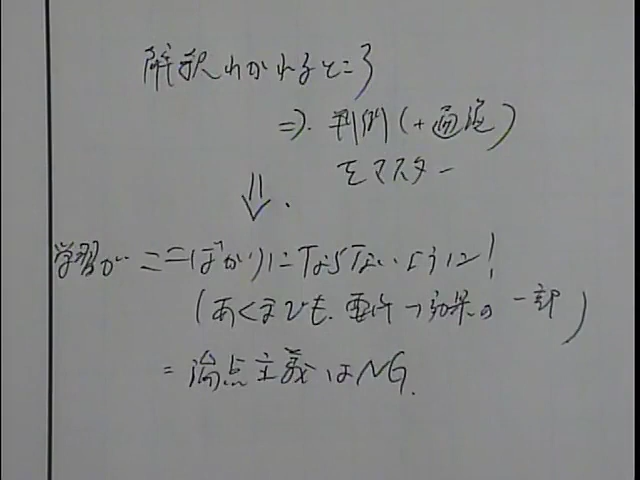 解釈わかれるところ
⇒. 判例(+通説)
をマスター
⇓.
学習が ここばかりにならないように!
(あくまでも、要件→効果の一部)
= 論点主義はNG.